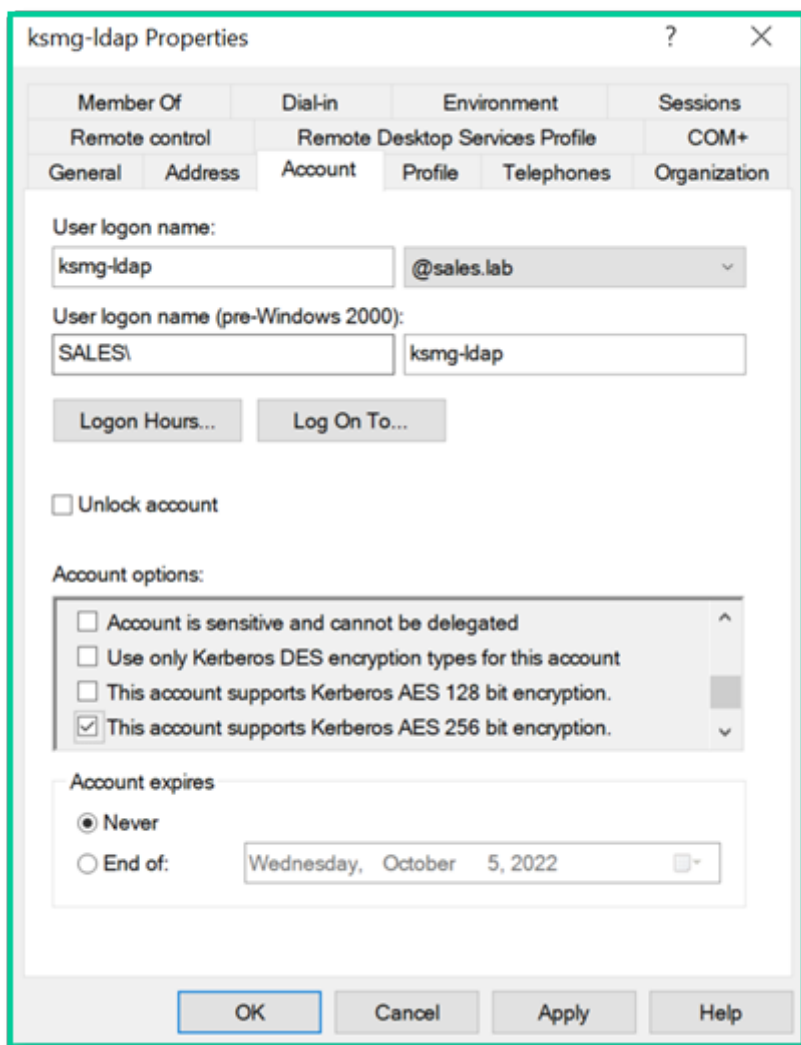 ksmg-ldap Properties ?
Member Of Dial-in Environment Sessions
Remote control Remote Desktop Services Profile COM+
General Address Account Profile Telephones Organization
User logon name:
ksmg-ldap @sales.lab
User logon name (pre-Windows 2000):
SALES\ ksmg-ldap
Logon Hours... Log On To...
Unlock account
Account options:
Account is sensitive and cannot be delegated
Use only Kerberos DES encryption types for this account
This account supports Kerberos AES 128 bit encryption.
This account supports Kerberos AES 256 bit encryption.
Account expires
Never
End of: Wednesday, October 5, 2022
OK Cancel Apply Help